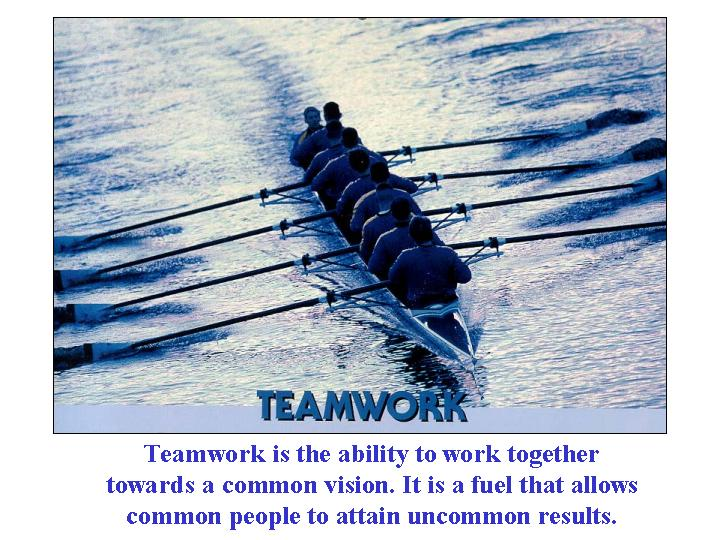 TEAMWORK
Teamwork is the ability to work together
towards a common vision. It is a fuel that allows
common people to attain uncommon results.